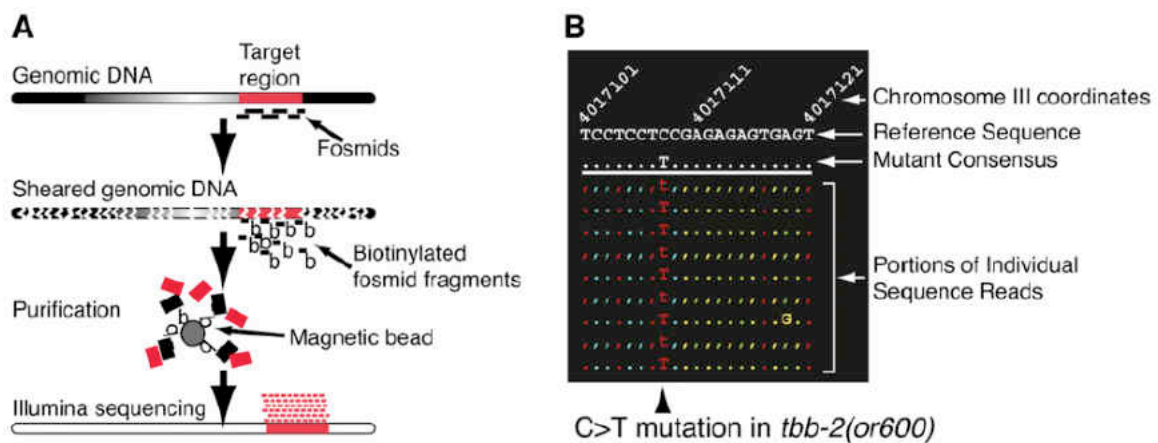 A
Genomic DNA
Target
region
Fosmids
Sheared genomic DNA
b b b b b b b b
Biotinylated
fosmid fragments
Purification
b b b b
Magnetic bead
Illumina sequencing
B
4017101 4017111 4017121
Chromosome III coordinates
TCCTCCTCCGAGAGAGTGAGT
Reference Sequence
.......T.............
Mutant Consensus
,,,,,,,t,,,,,,,,,,,,,
.......T.............
.......T.............
,,,,,,,t,,,,,,,,,,,,,
.......T.............
,,,,,,,t,,,,,,,,,,,,,
.......T..........G..
,,,,,,,t,,,,,,,,,,,,,
.......T.............
Portions of Individual
Sequence Reads
C>T mutation in tbb-2(or600)